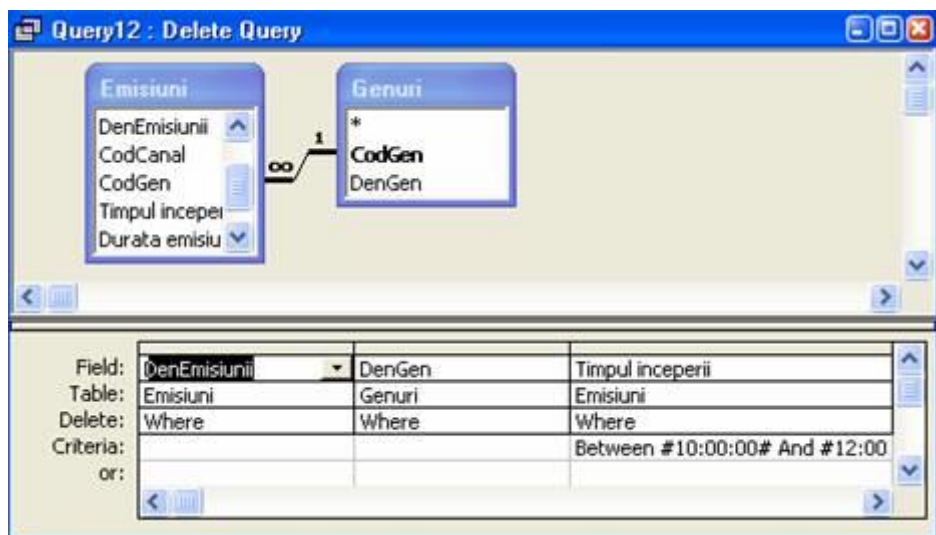 Query12 : Delete Query
Emisiuni
DenEmisiunii
CodCanal
CodGen
Timpul inceper
Durata emisiu
∞
1
Genuri
*
CodGen
DenGen
Field: DenEmisiunii DenGen Timpul inceperii
Table: Emisiuni Genuri Emisiuni
Delete: Where Where Where
Criteria: Between #10:00:00# And #12:00
or: